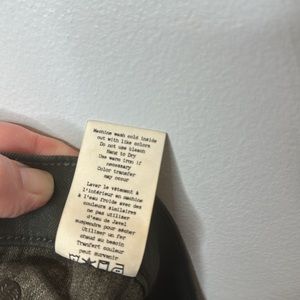 Machine wash cold inside
out with like colors
Do not use bleach
Hang to Dry
Use warm iron if
necessary
Color transfer
may occur
Laver le vêtement à
l'intérieur en machine
à l'eau froide avec des
couleurs similaires
ne pas utiliser
d'eau de Javel
suspendre pour sécher
Utiliser un fer
chaud au besoin
Transfert couleur
peut survenir